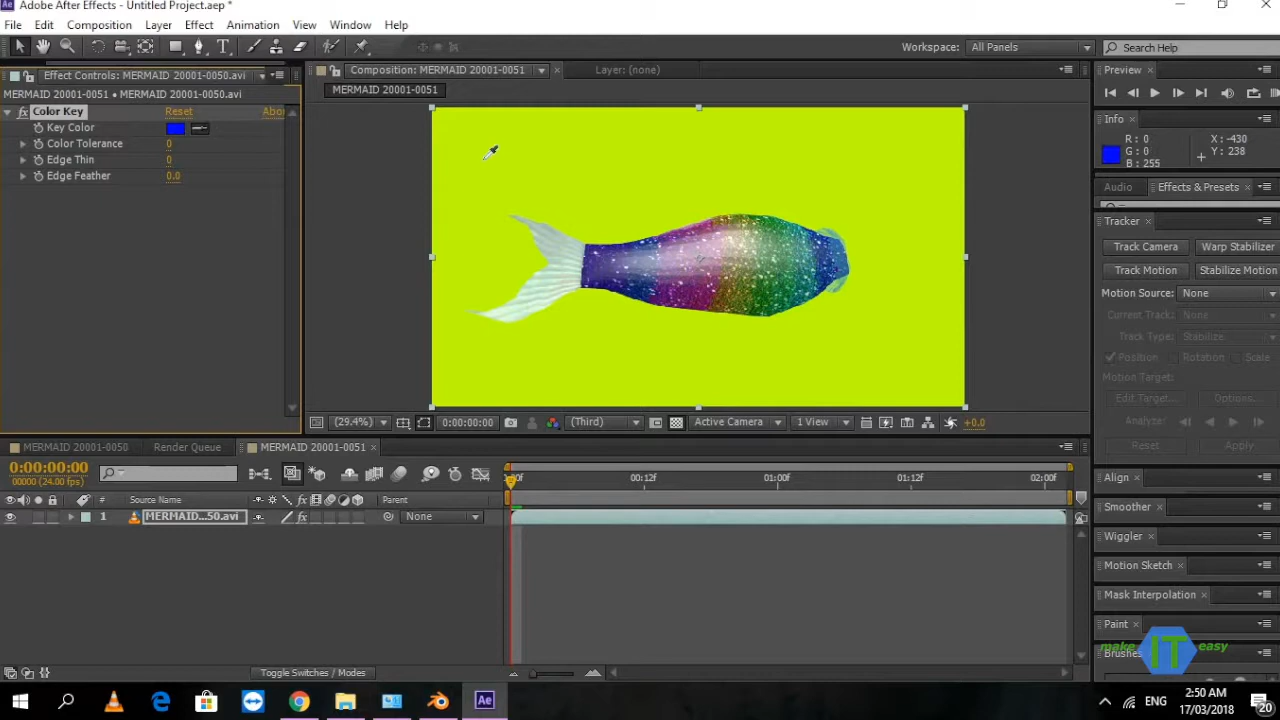 Adobe After Effects - Untitled Project.aep *
File Edit Composition Layer Effect Animation View Window Help
Workspace: All Panels Search Help
Effect Controls: MERMAID 20001-0050.avi
MERMAID 20001-0051 • MERMAID 20001-0050.avi
Color Key Reset Abo
Key Color
Color Tolerance 0
Edge Thin 0
Edge Feather 0.0
Composition: MERMAID 20001-0051
Layer: (none)
MERMAID 20001-0051
(29.4%) 0:00:00:00 (Third) Active Camera 1 View +0.0
Preview
Info
R: 0 X: -430
G: 0 Y: 238
B: 255
Audio Effects & Presets
Tracker
Track Camera Warp Stabilizer
Track Motion Stabilize Motion
Motion Source: None
Current Track: None
Track Type: Stabilize
Position Rotation Scale
Motion Target:
Edit Target... Options...
Analyze:
Reset Apply
Align
Smoother
Wiggler
Motion Sketch
Mask Interpolation
Paint
Brushes
make IT easy
MERMAID 20001-0050 Render Queue MERMAID 20001-0051
0:00:00:00
00000 (24.00 fps)
# Source Name Parent
1 MERMAID...50.avi None
:00f 00:12f 01:00f 01:12f 02:00f
Toggle Switches / Modes
Ae
ENG 2:50 AM
17/03/2018
20